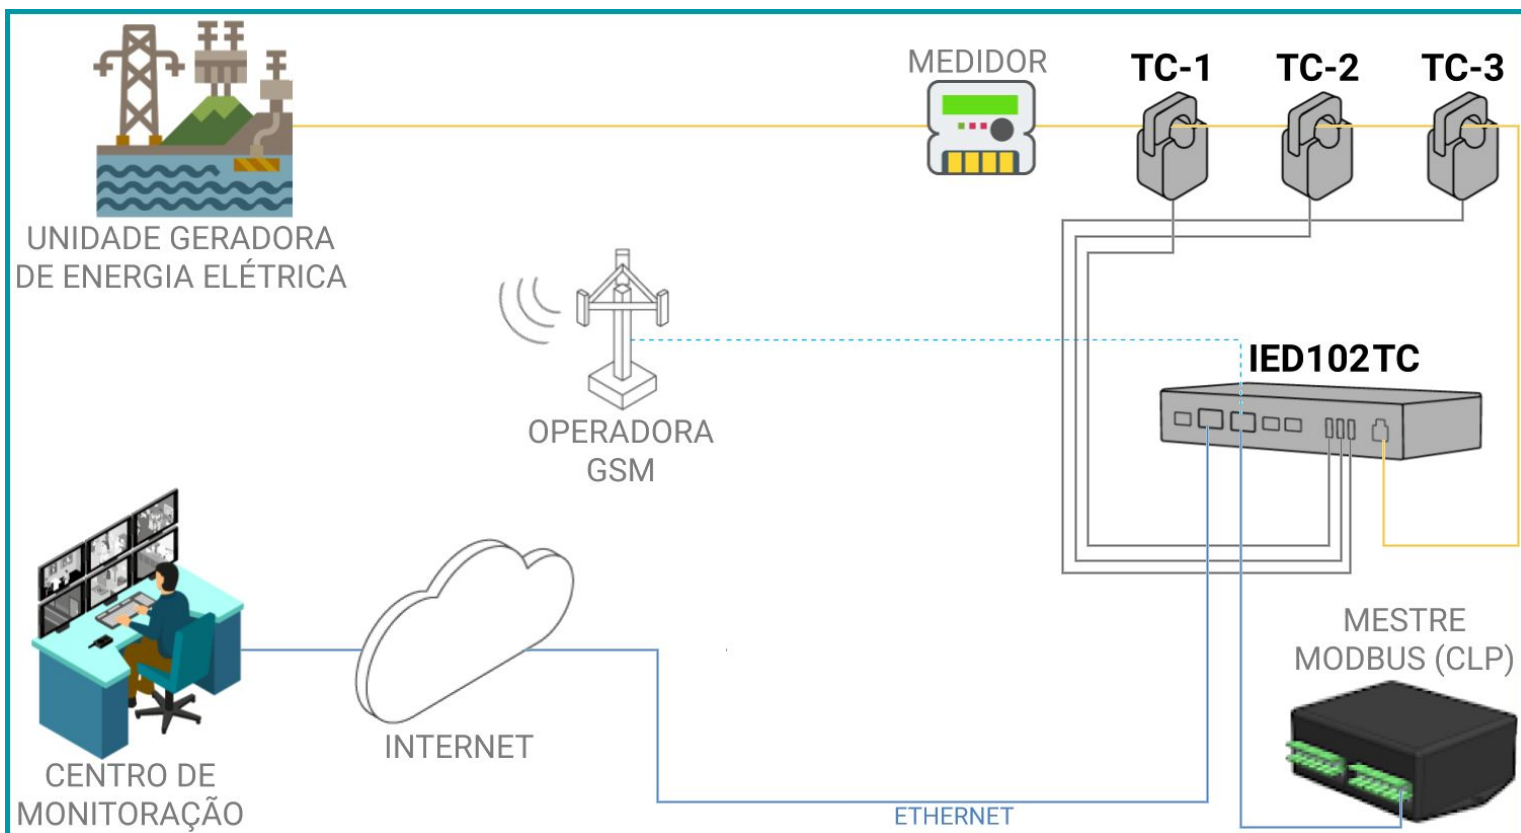 MEDIDOR
TC-1
TC-2
TC-3
UNIDADE GERADORA
DE ENERGIA ELÉTRICA
IED102TC
OPERADORA
GSM
MESTRE
MODBUS (CLP)
INTERNET
CENTRO DE
MONITORAÇÃO
ETHERNET